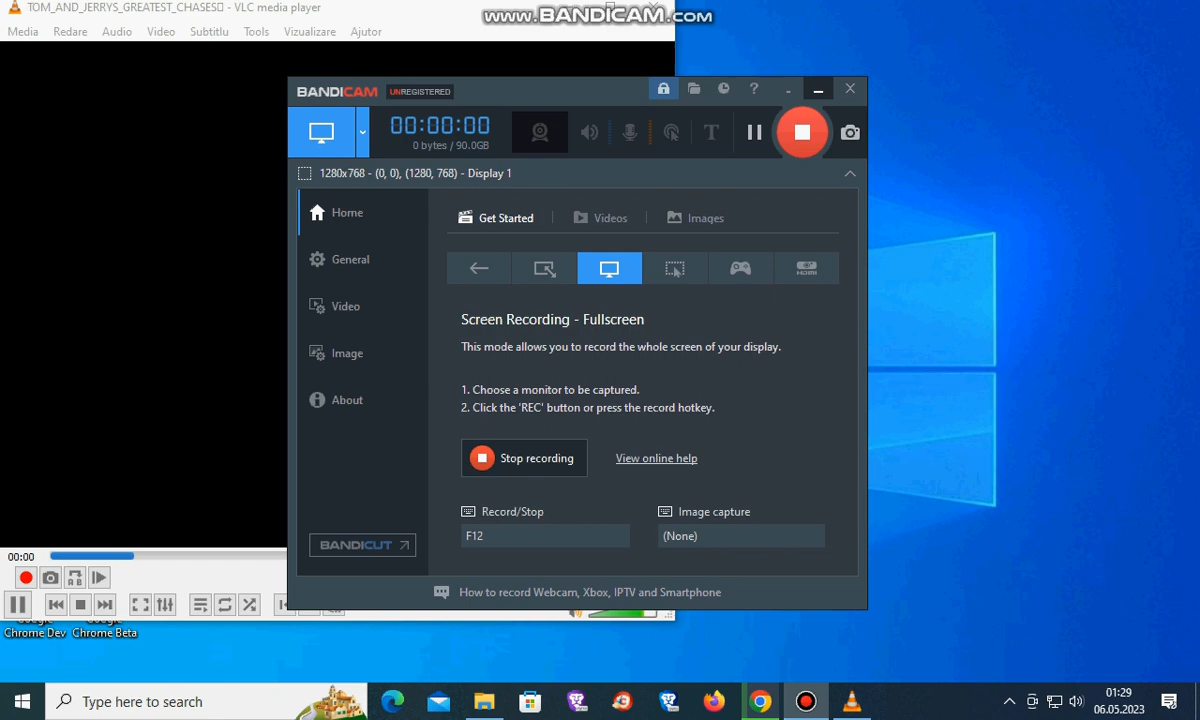 TOM_AND_JERRYS_GREATEST_CHASES - VLC media player
www.BANDICAM.com
Media Redare Audio Video Subtitlu Tools Vizualizare Ajutor
BANDICAM UNREGISTERED
00:00:00
0 bytes / 90.0GB
1280x768 - (0, 0), (1280, 768) - Display 1
Home
General
Video
Image
About
BANDICUT
Get Started Videos Images
HDMI
Screen Recording - Fullscreen
This mode allows you to record the whole screen of your display.
1. Choose a monitor to be captured.
2. Click the 'REC' button or press the record hotkey.
Stop recording View online help
Record/Stop Image capture
F12 (None)
How to record Webcam, Xbox, IPTV and Smartphone
00:00
Chrome Dev Chrome Beta
Type here to search
01:29
06.05.2023